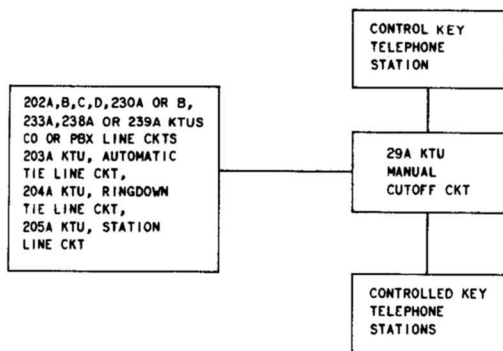 CONTROL KEY
TELEPHONE
STATION
202A,B,C,D,230A OR B,
233A,238A OR 239A KTUS
CO OR PBX LINE CKTS
203A KTU, AUTOMATIC
TIE LINE CKT,
204A KTU, RINGDOWN
TIE LINE CKT,
205A KTU, STATION
LINE CKT
29A KTU
MANUAL
CUTOFF CKT
CONTROLLED KEY
TELEPHONE
STATIONS